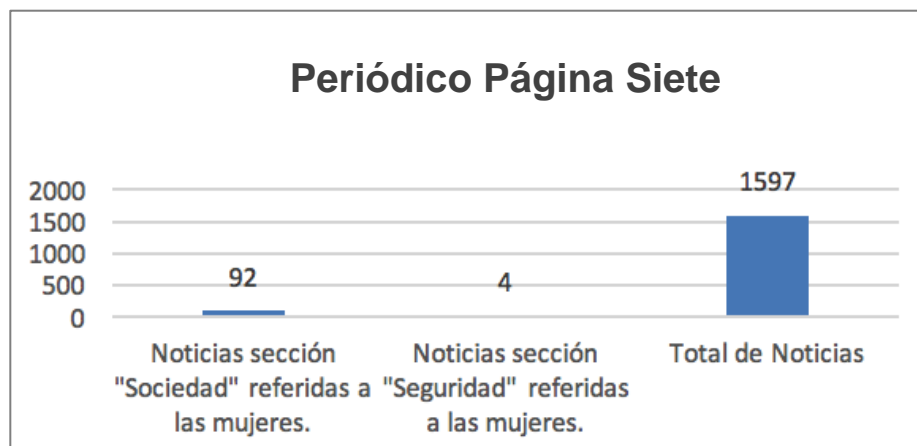 Periódico Página Siete
2000
1500
1000
500
0
92
4
1597
Noticias sección
"Sociedad" referidas a
las mujeres.
Noticias sección
"Seguridad" referidas
a las mujeres.
Total de Noticias